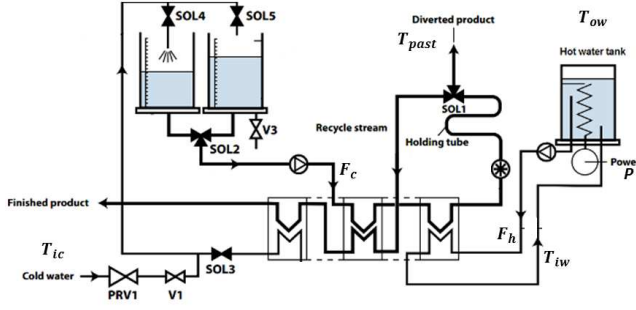 SOL4
SOL5
Diverted product
T_past
T_ow
Hot water tank
SOL1
V3
SOL2
Recycle stream
Holding tube
Powe
P
F_c
Finished product
F_h
T_iw
T_ic
SOL3
Cold water
PRV1
V1